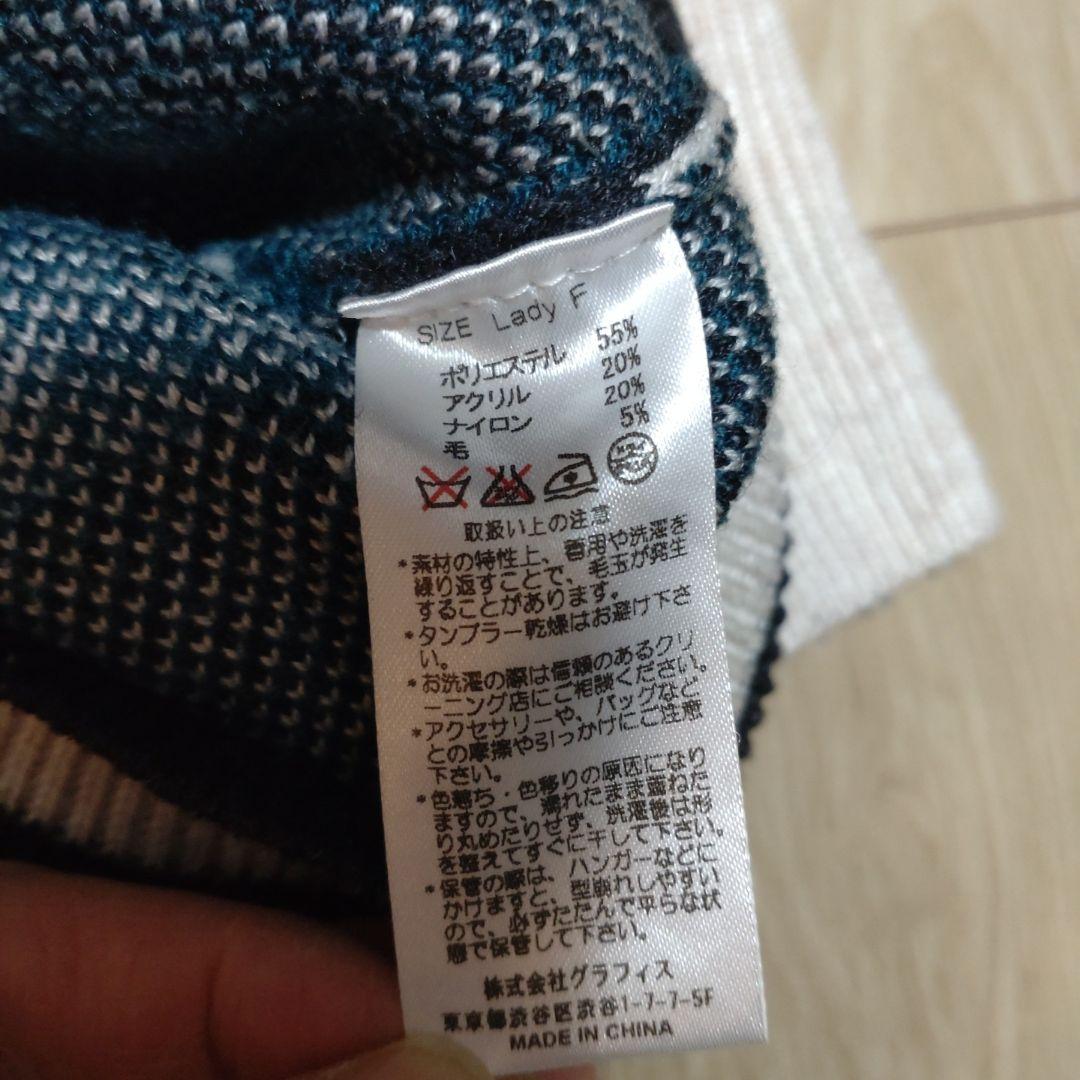 SIZE Lady F
ポリエステル 55%
アクリル 20%
ナイロン 20%
毛 5%
取扱い上の注意
*素材の特性上、着用や洗濯を
繰り返すことで、毛玉が発生
することがあります。
*タンブラー乾燥はお避け下さ
い。
*お洗濯の際は信頼のあるクリ
ーニング店にご相談ください。
*アクセサリーや、バッグなど
との摩擦や引っかけにご注意
下さい。
*色落ち・色移りの原因になり
ますので、濡れたまま重ねた
り丸めたりせず、洗濯後は形
を整えてすぐに干して下さい。
*保管の際は、ハンガーなどに
かけますと、型崩れしやすい
ので、必ずたたんで平らな状
態で保管して下さい。
株式会社グラフィス
東京都渋谷区渋谷1-7-7-5F
MADE IN CHINA